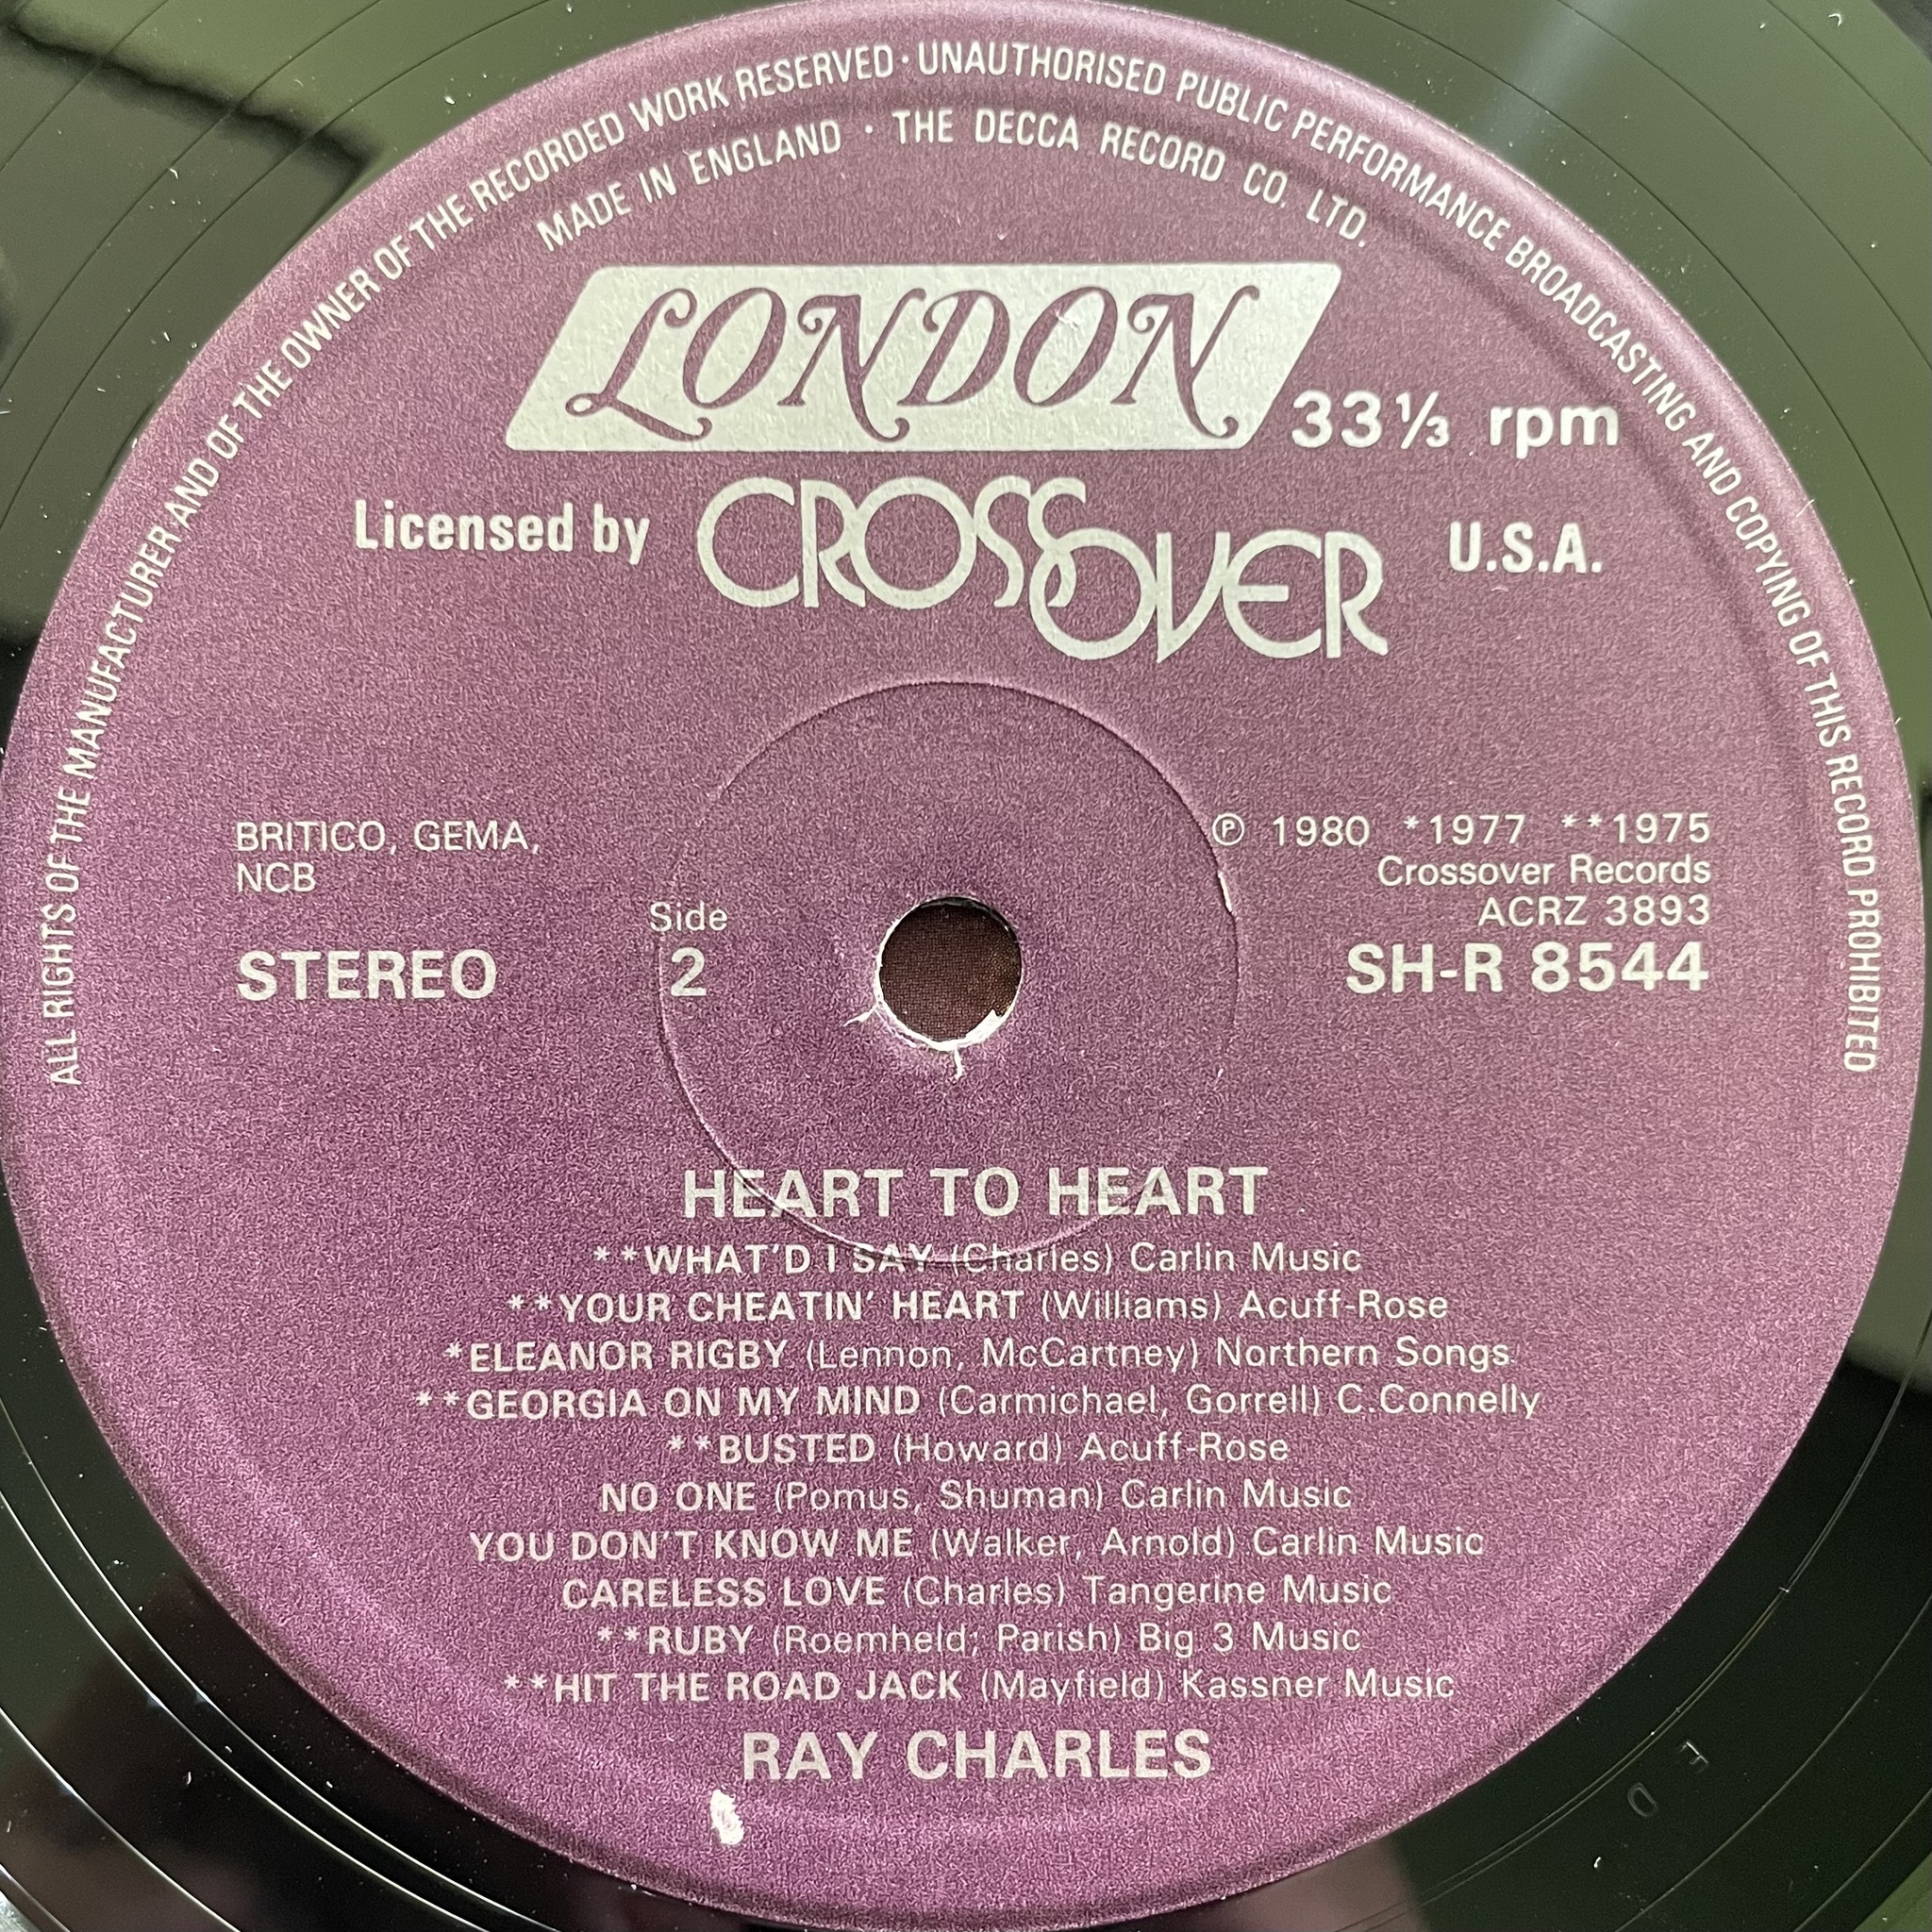 ALL RIGHTS OF THE MANUFACTURER AND OF THE OWNER OF THE RECORDED WORK RESERVED · UNAUTHORISED PUBLIC PERFORMANCE BROADCASTING AND COPYING OF THIS RECORD PROHIBITED
MADE IN ENGLAND · THE DECCA RECORD CO. LTD.
LONDON
33⅓ rpm
Licensed by CROSSOVER U.S.A.
BRITICO, GEMA,
NCB
STEREO
Side
2
℗ 1980 *1977 **1975
Crossover Records
ACRZ 3893
SH-R 8544
HEART TO HEART
**WHAT'D I SAY (Charles) Carlin Music
**YOUR CHEATIN' HEART (Williams) Acuff-Rose
*ELEANOR RIGBY (Lennon, McCartney) Northern Songs
**GEORGIA ON MY MIND (Carmichael, Gorrell) C.Connelly
**BUSTED (Howard) Acuff-Rose
NO ONE (Pomus, Shuman) Carlin Music
YOU DON'T KNOW ME (Walker, Arnold) Carlin Music
CARELESS LOVE (Charles) Tangerine Music
**RUBY (Roemheld; Parish) Big 3 Music
**HIT THE ROAD JACK (Mayfield) Kassner Music
RAY CHARLES